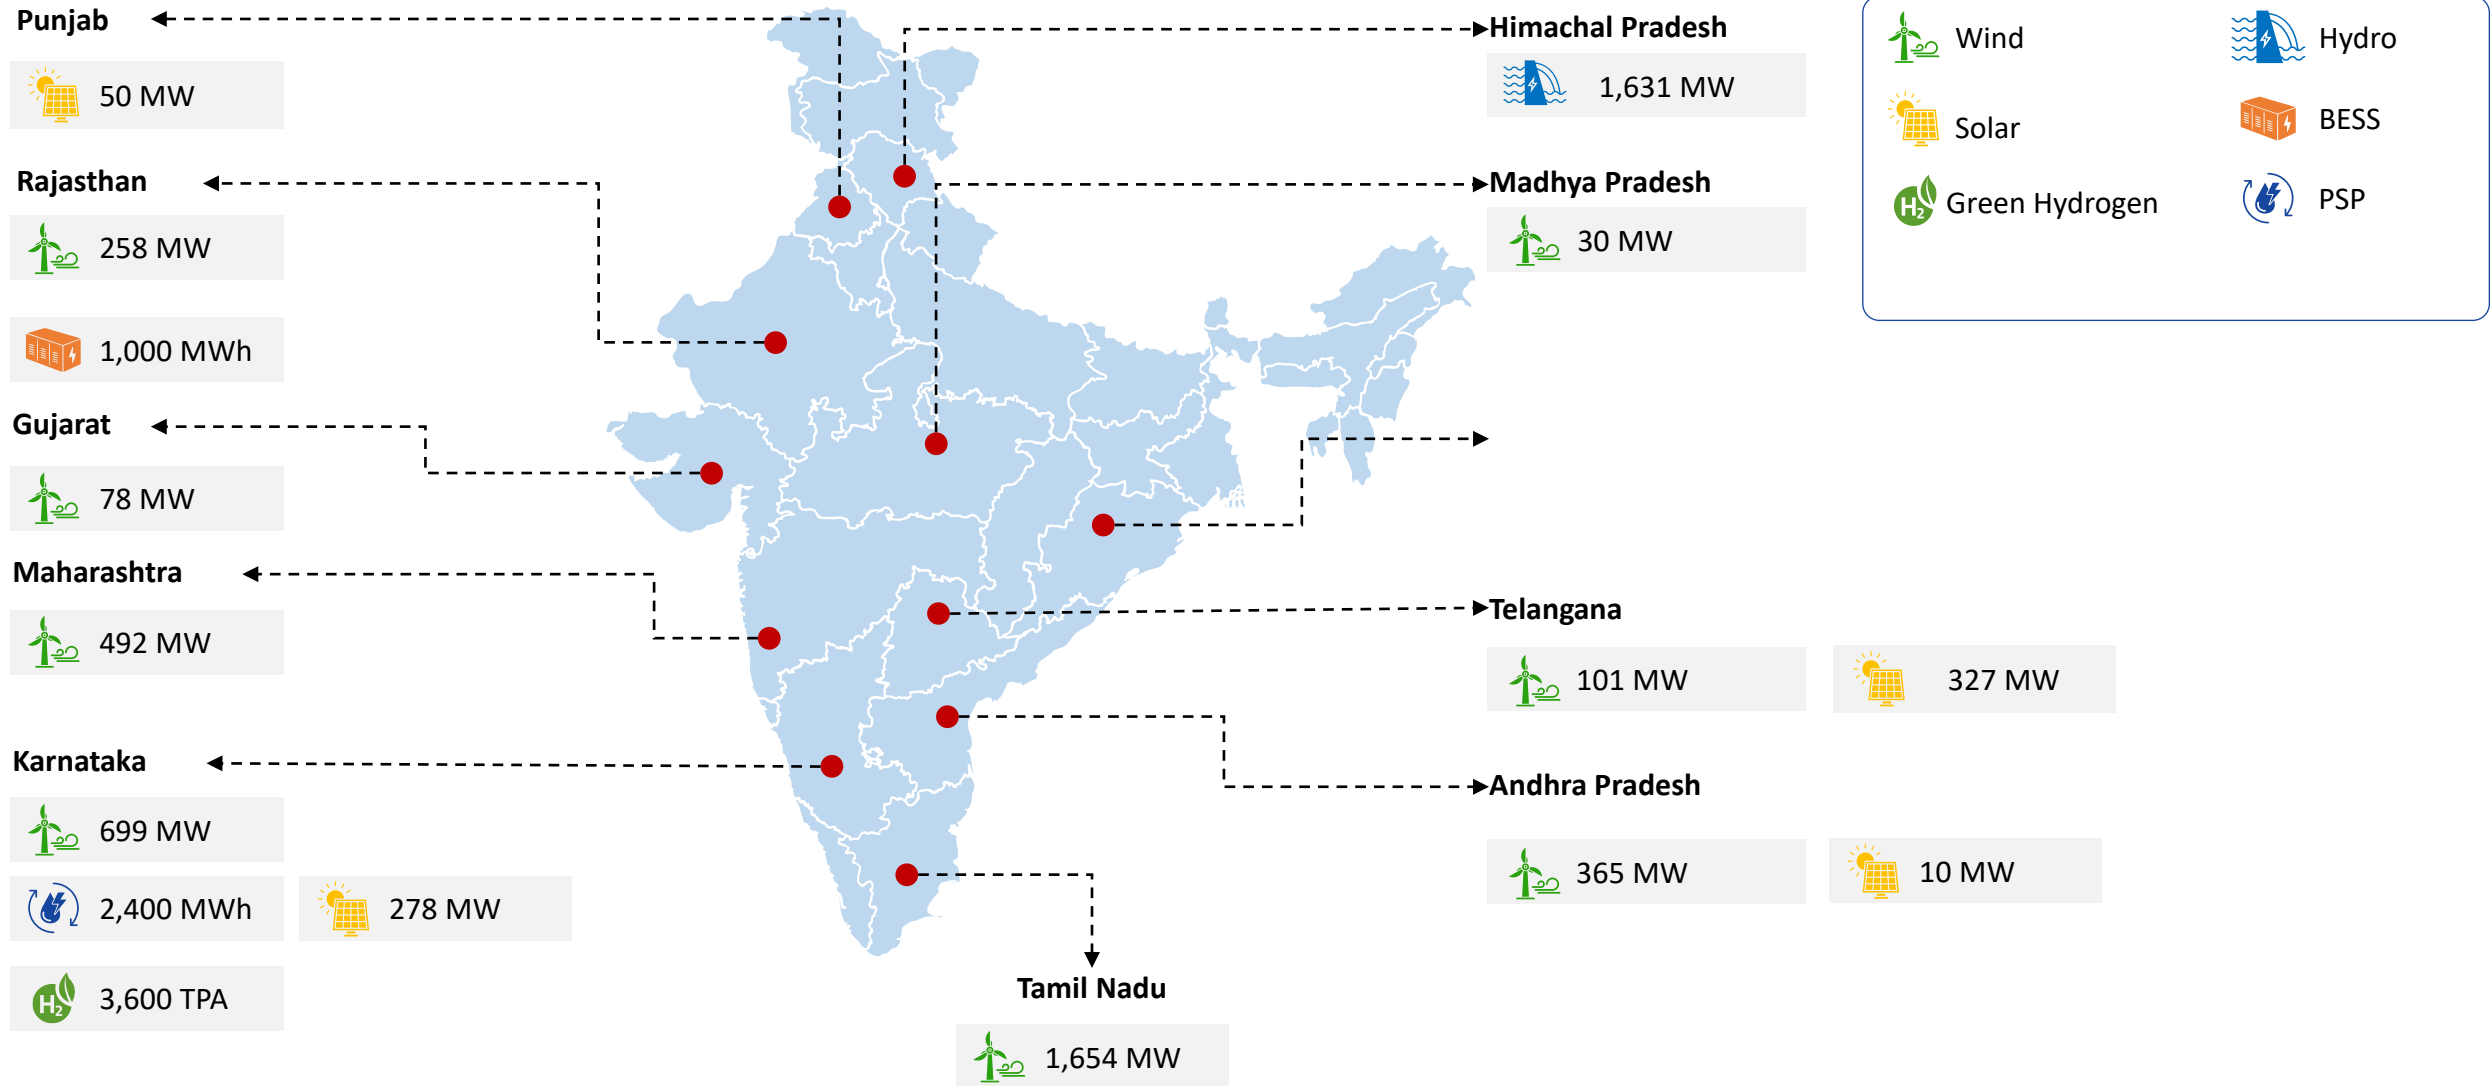 Punjab
50 MW
Rajasthan
258 MW
1,000 MWh
Gujarat
78 MW
Maharashtra
492 MW
Karnataka
699 MW
2,400 MWh
278 MW
H2
3,600 TPA
Tamil Nadu
1,654 MW
Himachal Pradesh
1,631 MW
Madhya Pradesh
30 MW
Telangana
101 MW
327 MW
Andhra Pradesh
365 MW
10 MW
Wind
Hydro
Solar
BESS
H2
Green Hydrogen
PSP